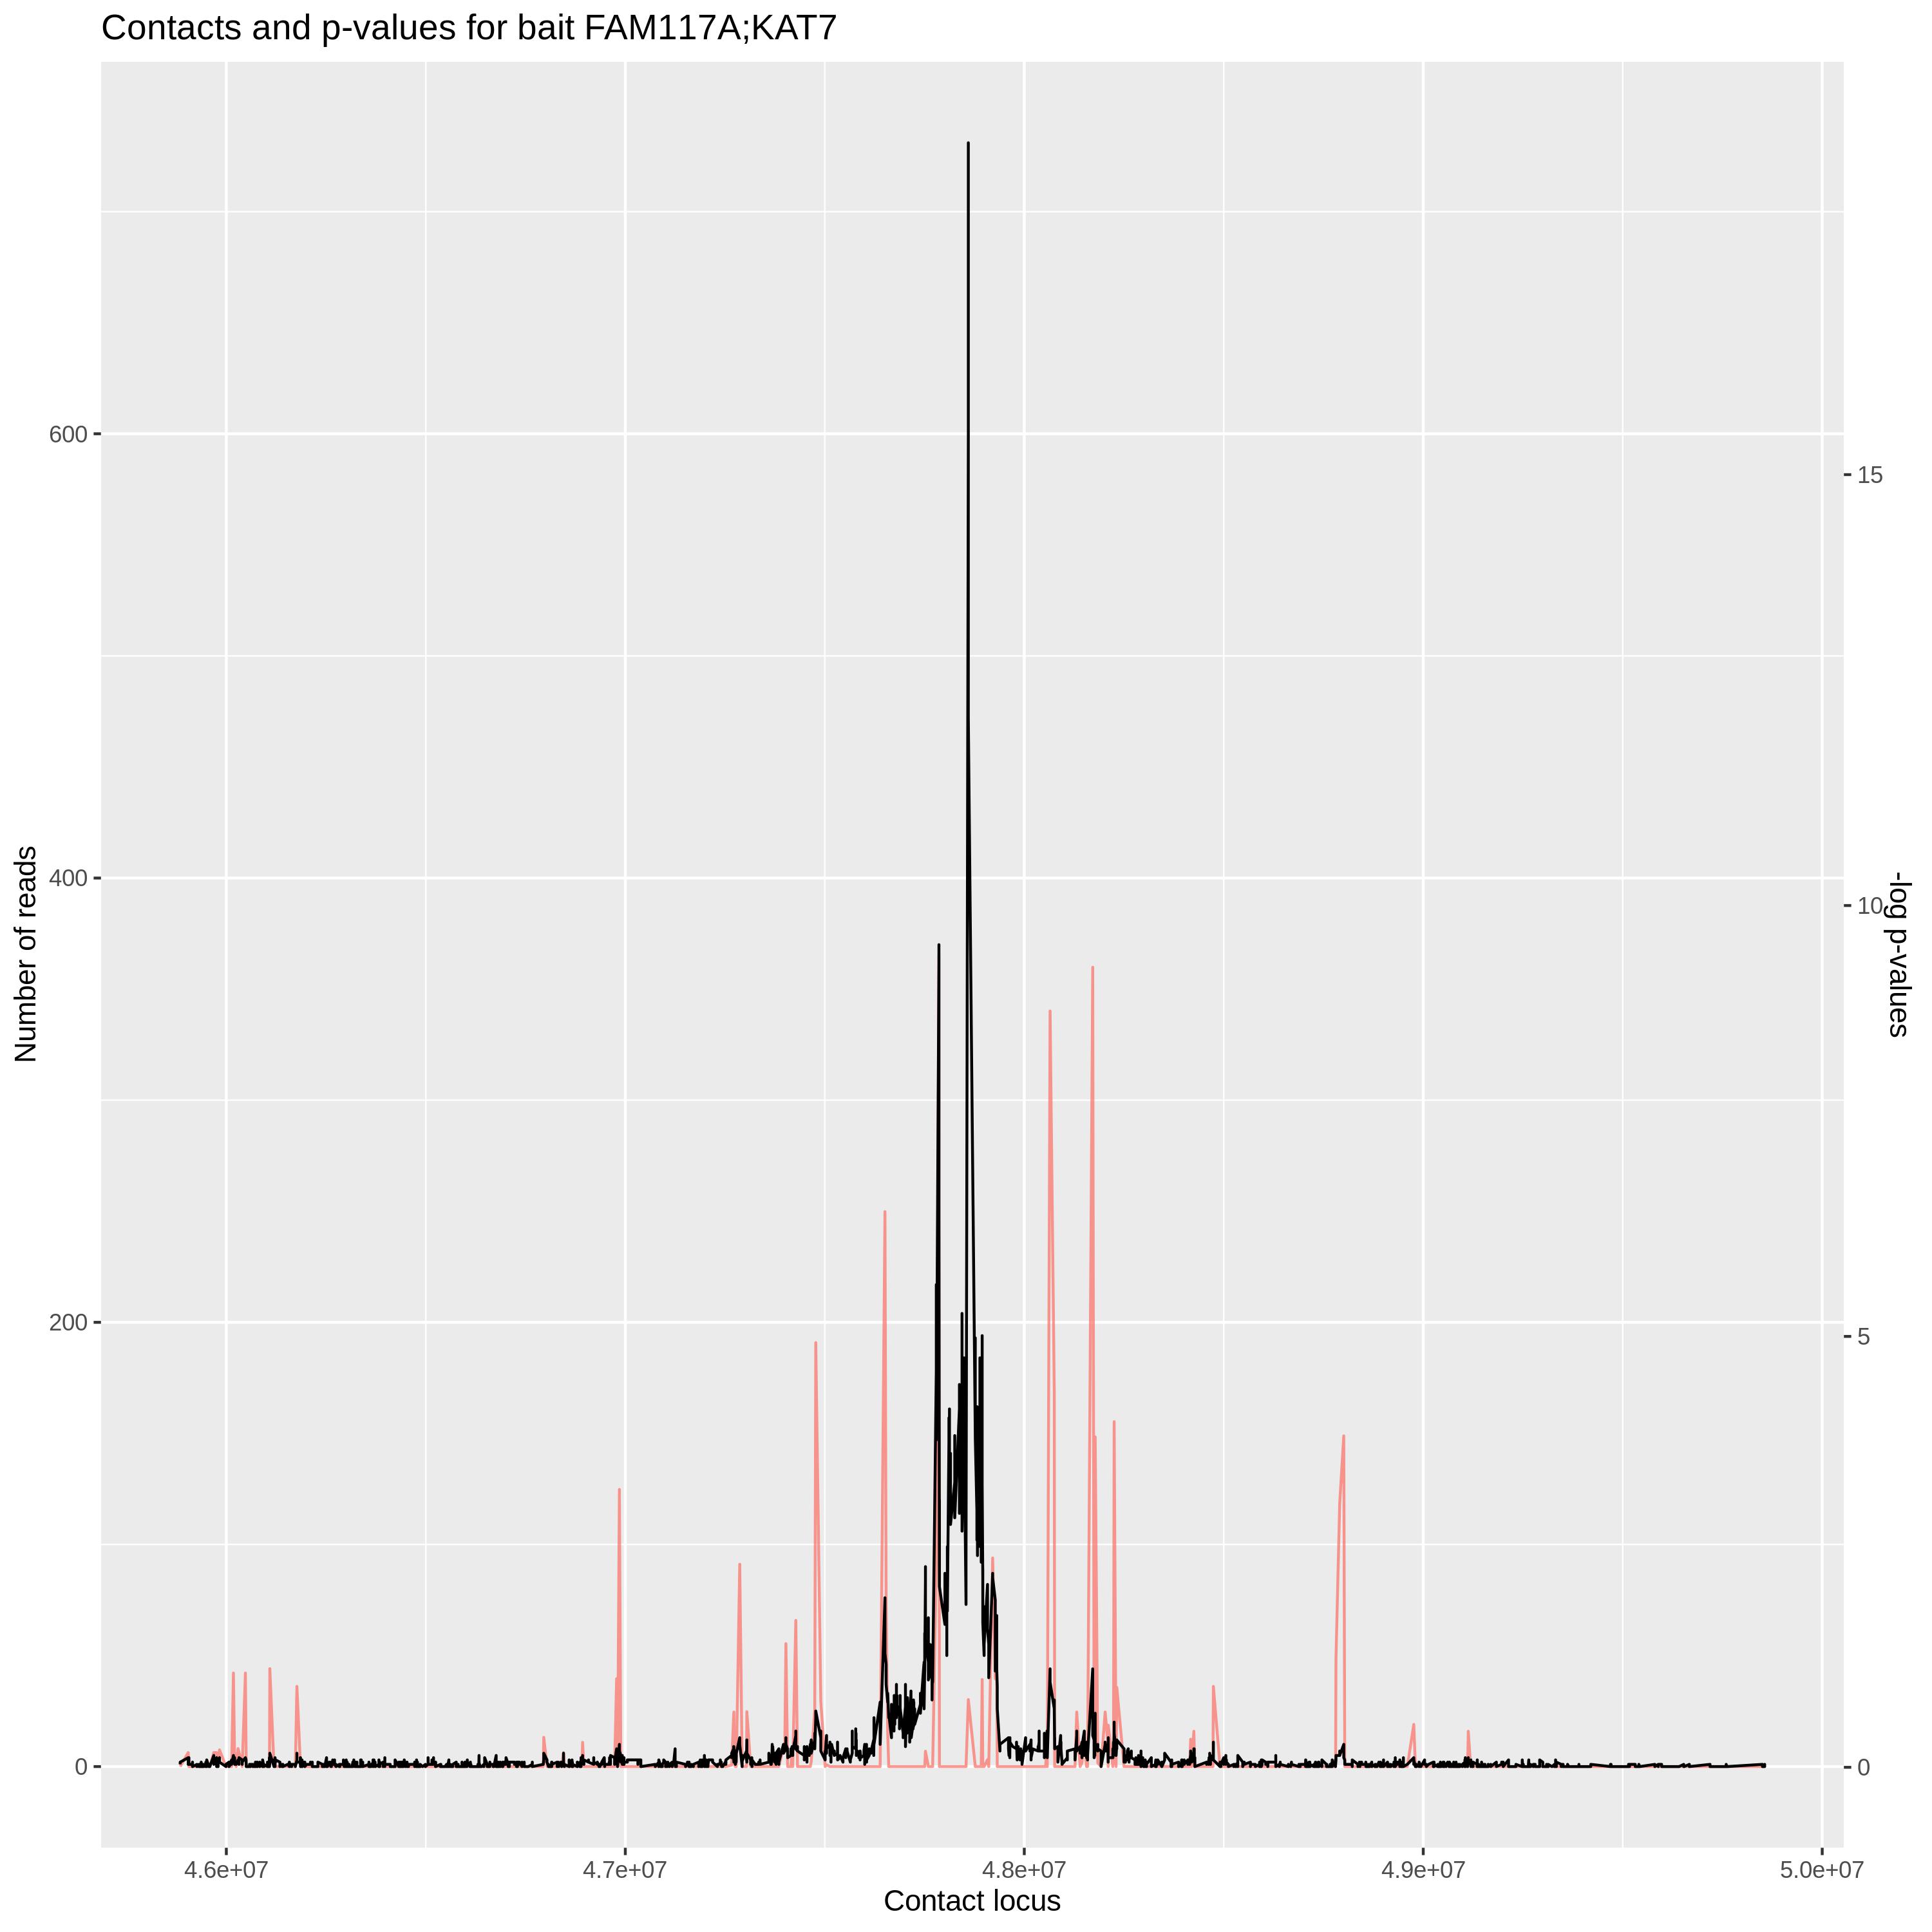 Contacts and p-values for bait FAM117A;KAT7
Number of reads
600
400
200
0
15
10
5
0
-log p-values
4.6e+07
4.7e+07
4.8e+07
4.9e+07
5.0e+07
Contact locus